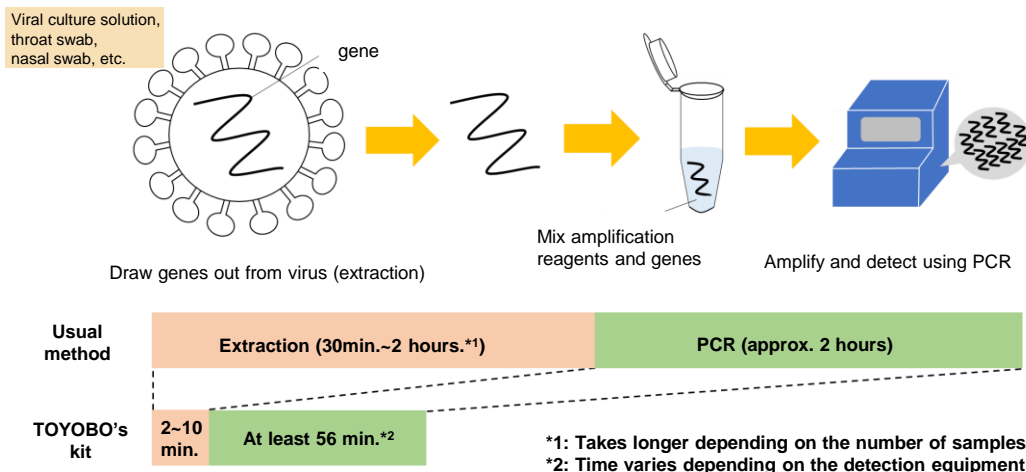 Viral culture solution,
throat swab,
nasal swab, etc.
gene
Mix amplification
reagents and genes
Draw genes out from virus (extraction)
Amplify and detect using PCR
Usual
method
Extraction (30min.~2 hours.*1)
PCR (approx. 2 hours)
TOYOBO's
kit
2~10
min.
At least 56 min.*2
*1: Takes longer depending on the number of samples
*2: Time varies depending on the detection equipment